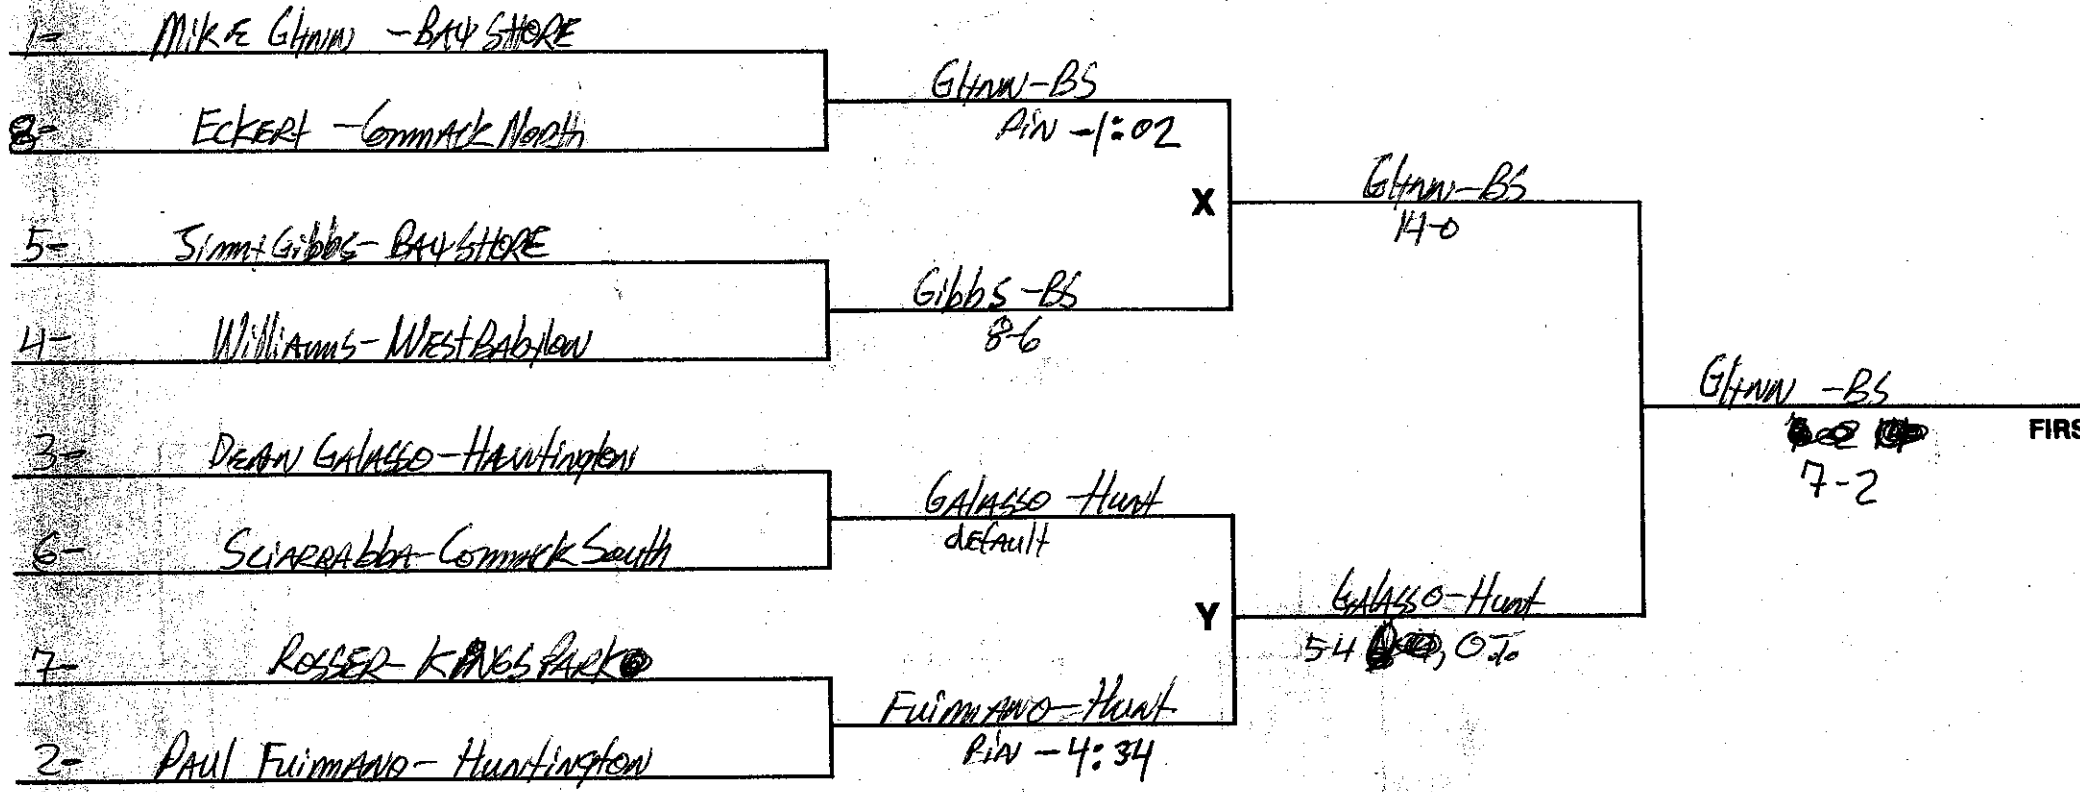 1- Mike Glynn - Bay Shore
8- Eckert - Commack North
5- Jimmy Gibbs - Bay Shore
4- Williams - West Babylon
3- Dean Galasso - Hauntington
6- Sciarrabba - Commack South
7- Rosser - Kings Park
2- Paul Fuimano - Huntington
Glynn - BS
Pin - 1:02
Gibbs - BS
8-6
Galasso - Hunt
default
Fuimano - Hunt
Pin - 4:34
X
Glynn - BS
14-0
Y
Galasso - Hunt
5-4 , O.T.
Glynn - BS
7-2
FIRS